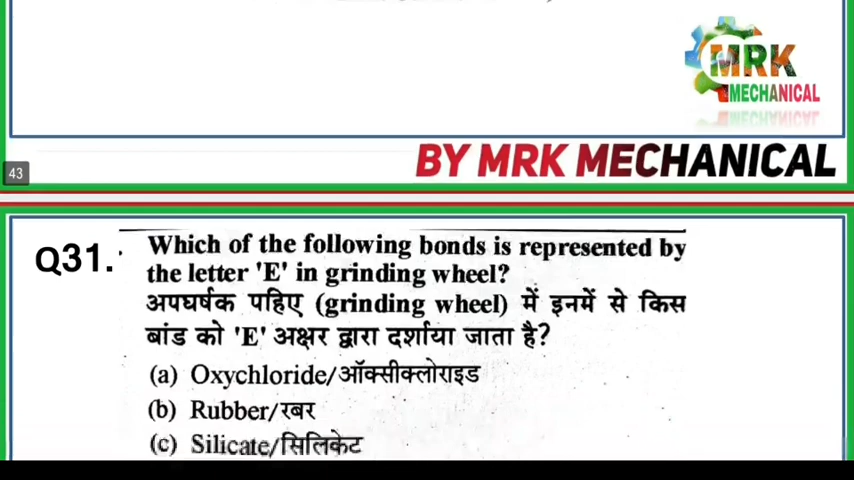 MRK
MECHANICAL
BY MRK MECHANICAL
43
Q31. Which of the following bonds is represented by
the letter 'E' in grinding wheel?
अपघर्षक पहिए (grinding wheel) में इनमें से किस
बांड को 'E' अक्षर द्वारा दर्शाया जाता है?
(a) Oxychloride/ऑक्सीक्लोराइड
(b) Rubber/रबर
(c) Silicate/सिलिकेट